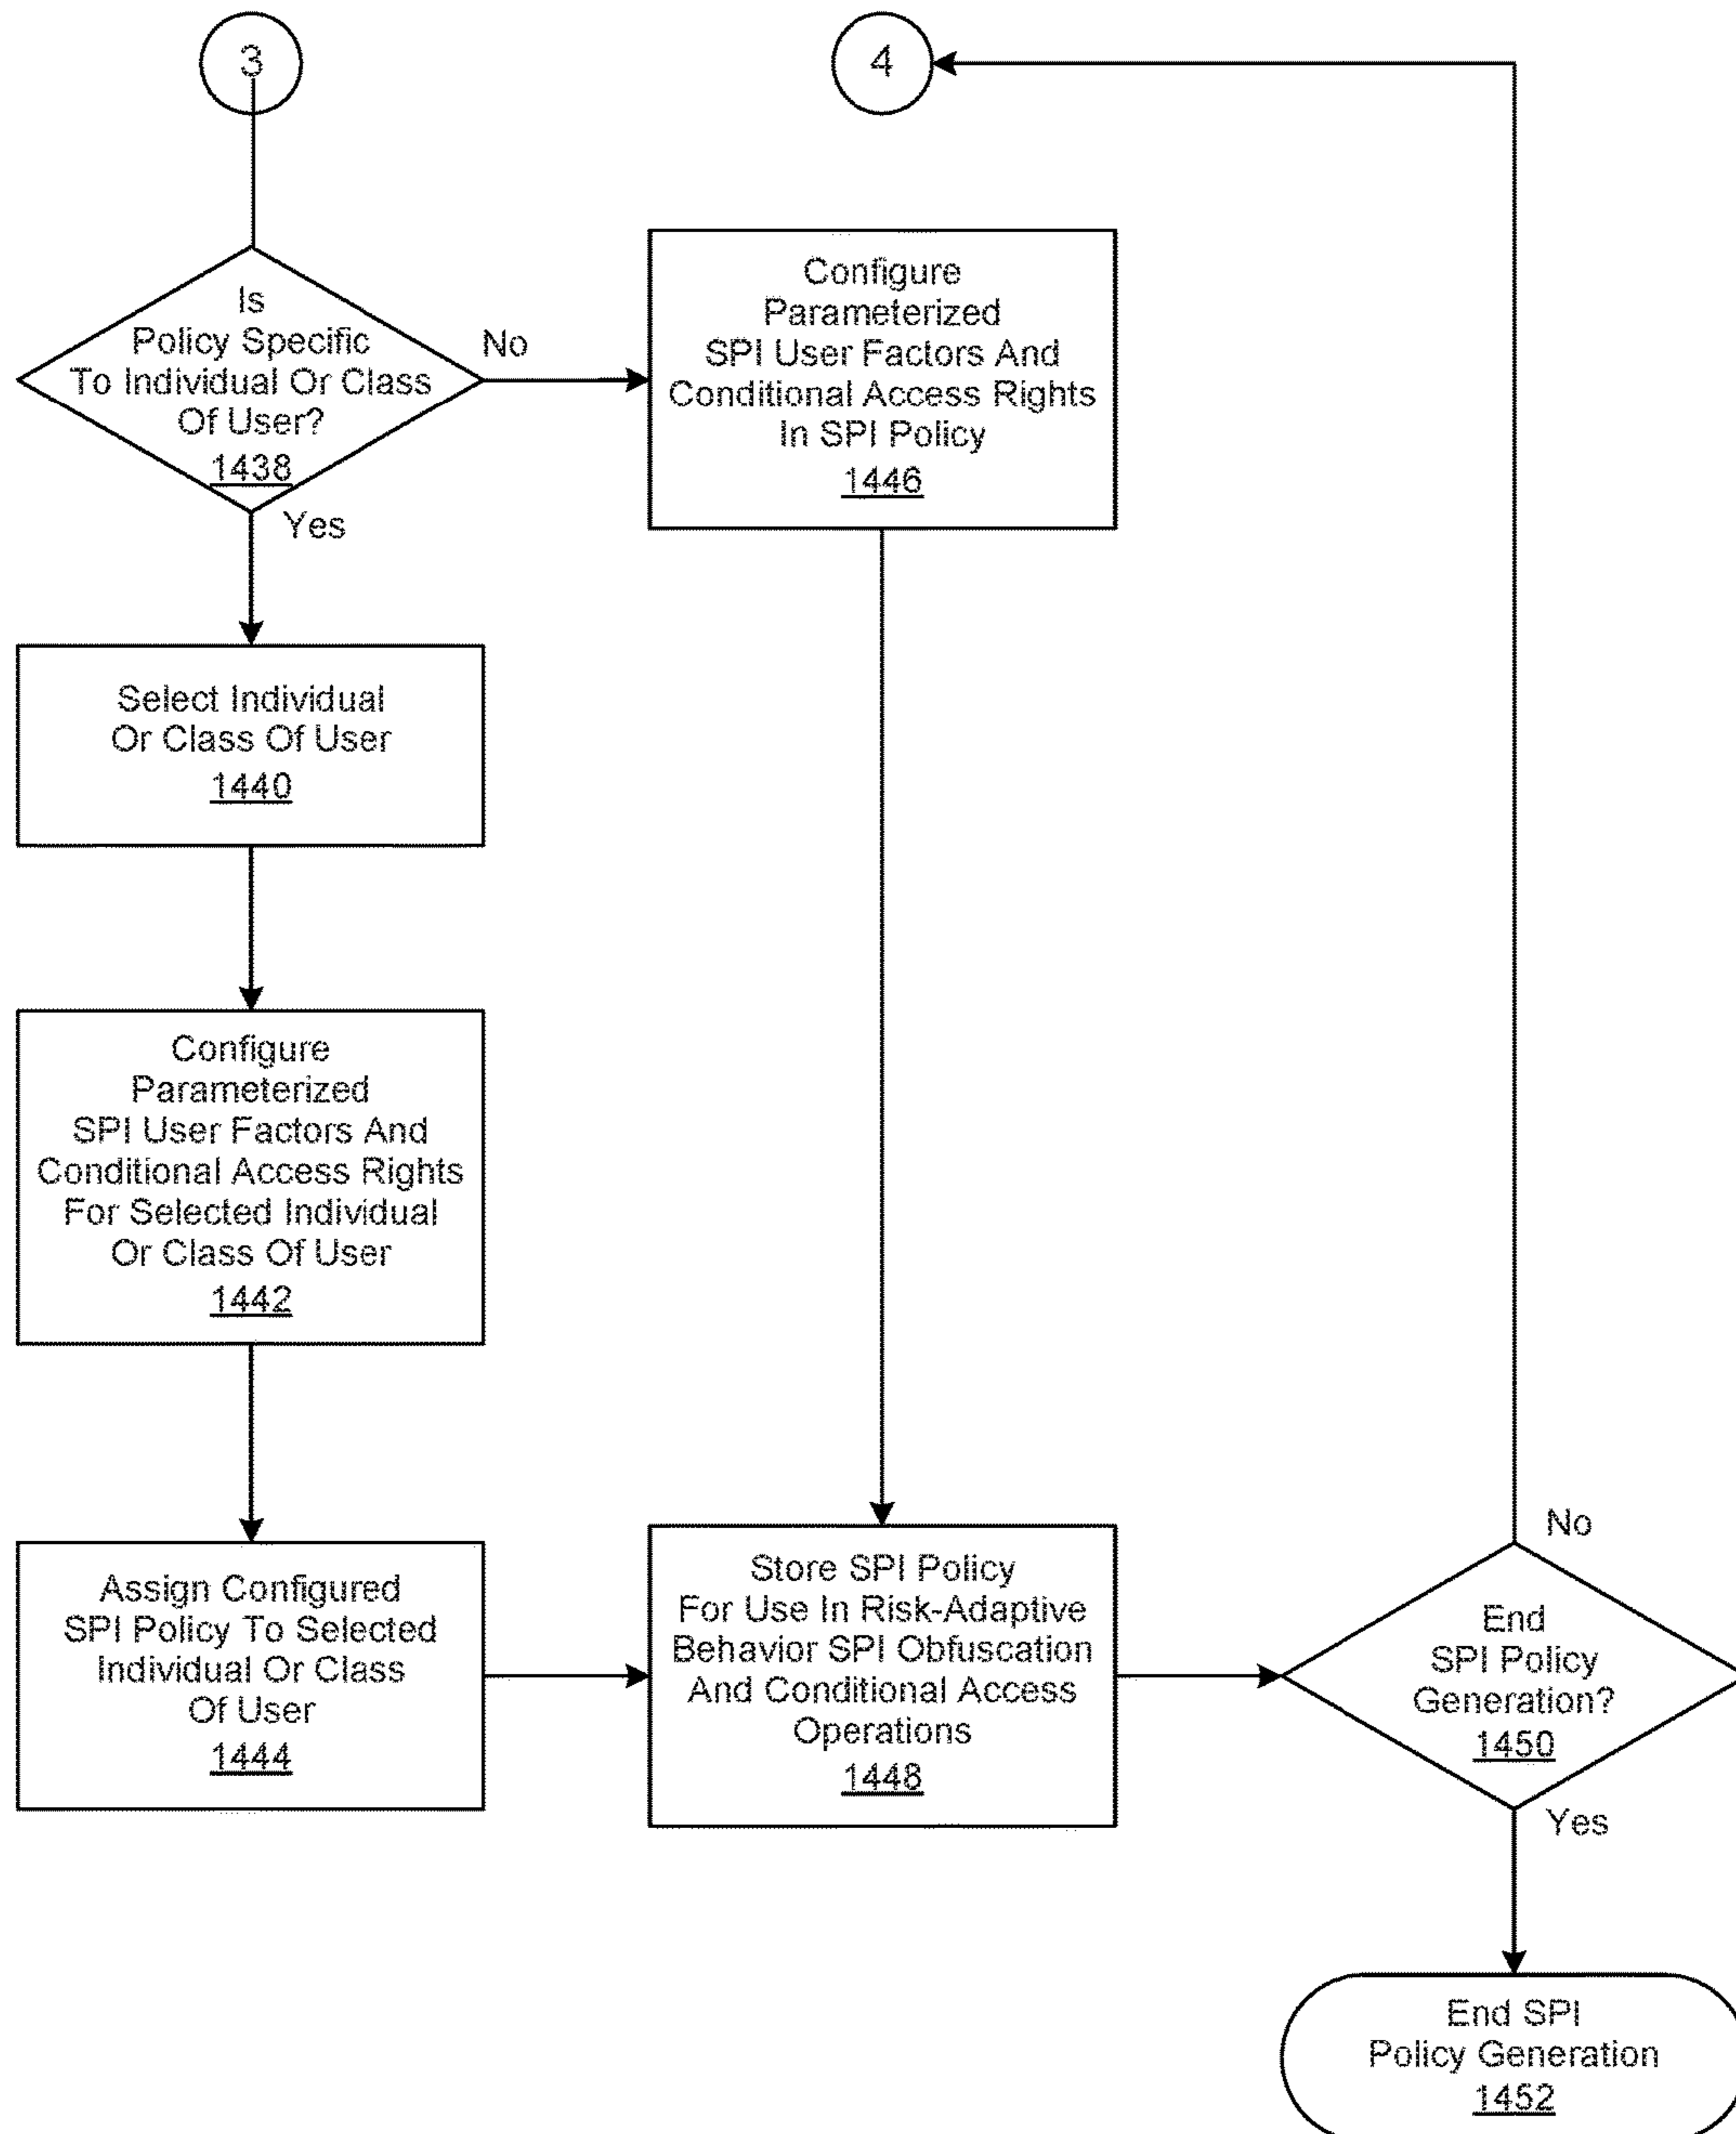 3
4
Is
Policy Specific
To Individual Or Class
Of User?
1438
No
Yes
Configure
Parameterized
SPI User Factors And
Conditional Access Rights
In SPI Policy
1446
Select Individual
Or Class Of User
1440
Configure
Parameterized
SPI User Factors And
Conditional Access Rights
For Selected Individual
Or Class Of User
1442
Assign Configured
SPI Policy To Selected
Individual Or Class
Of User
1444
Store SPI Policy
For Use In Risk-Adaptive
Behavior SPI Obfuscation
And Conditional Access
Operations
1448
No
End
SPI Policy
Generation?
1450
Yes
End SPI
Policy Generation
1452